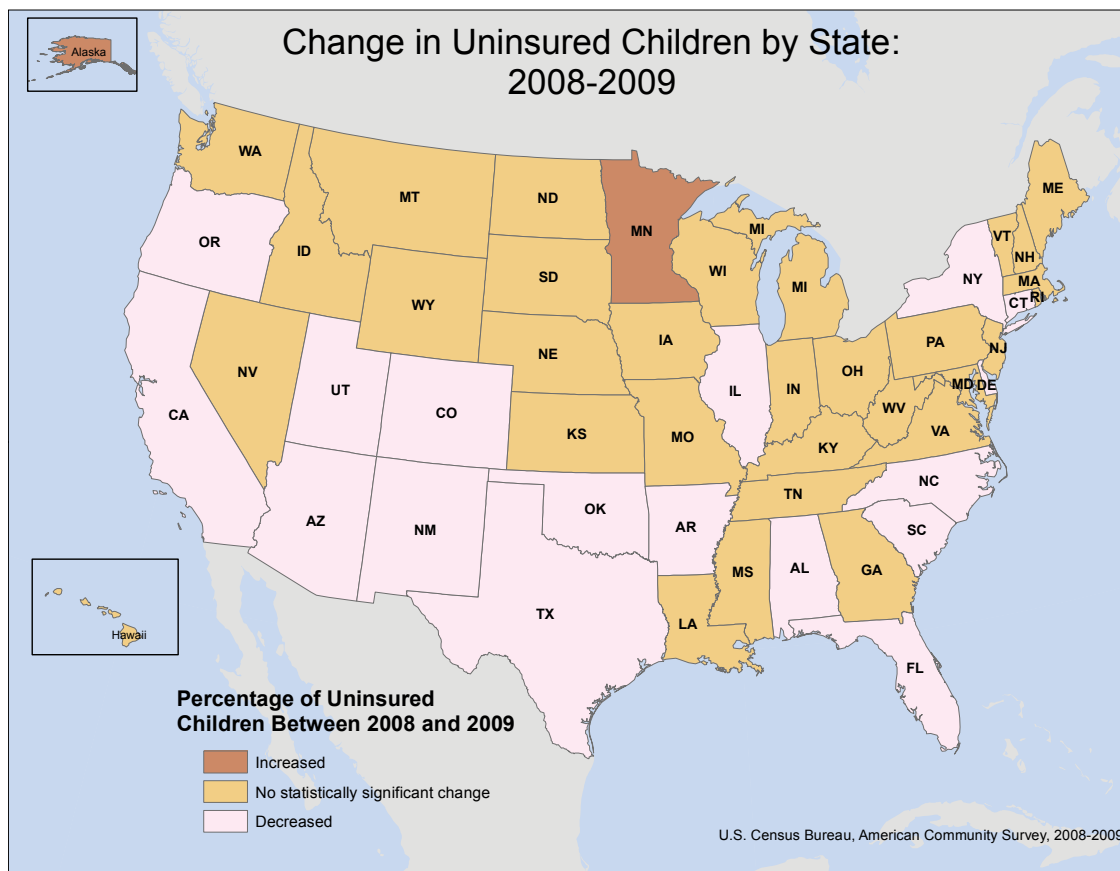 Change in Uninsured Children by State:
2008-2009
Alaska
WA
MT
ND
MN
ME
OR
ID
SD
WI
MI
MI
VT
NH
NY
MA
CT
RI
WY
IA
NE
PA
NJ
NV
UT
CO
IL
IN
OH
MD
DE
WV
VA
CA
KS
MO
KY
NC
TN
AZ
NM
OK
AR
SC
MS
AL
GA
TX
LA
FL
Hawaii
Percentage of Uninsured
Children Between 2008 and 2009
Increased
No statistically significant change
Decreased
U.S. Census Bureau, American Community Survey, 2008-2009